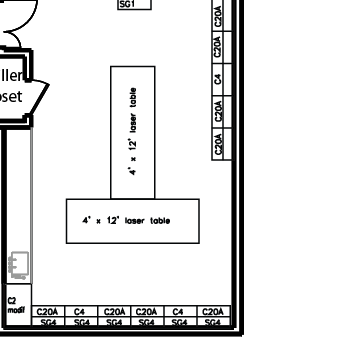 SG1
C20A
C20A
C4
C20A
C20A
ller
oset
4' x 12' laser table
4' x 12' laser table
C2
modif
C20A C4 C20A C20A C4 C20A
SG4 SG4 SG4 SG4 SG4 SG4